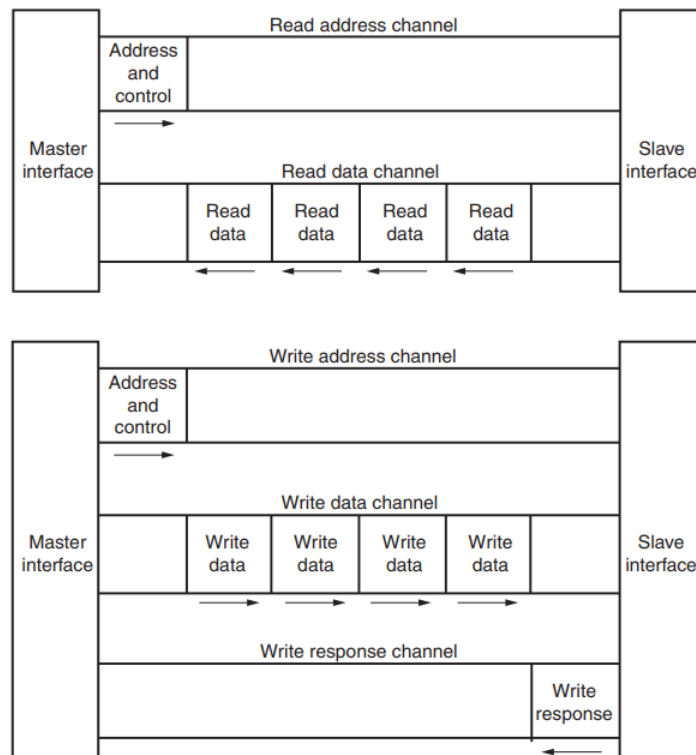 Read address channel
Address
and
control
Master
interface
Slave
interface
Read data channel
Read
data
Read
data
Read
data
Read
data
Write address channel
Address
and
control
Write data channel
Master
interface
Write
data
Write
data
Write
data
Write
data
Slave
interface
Write response channel
Write
response